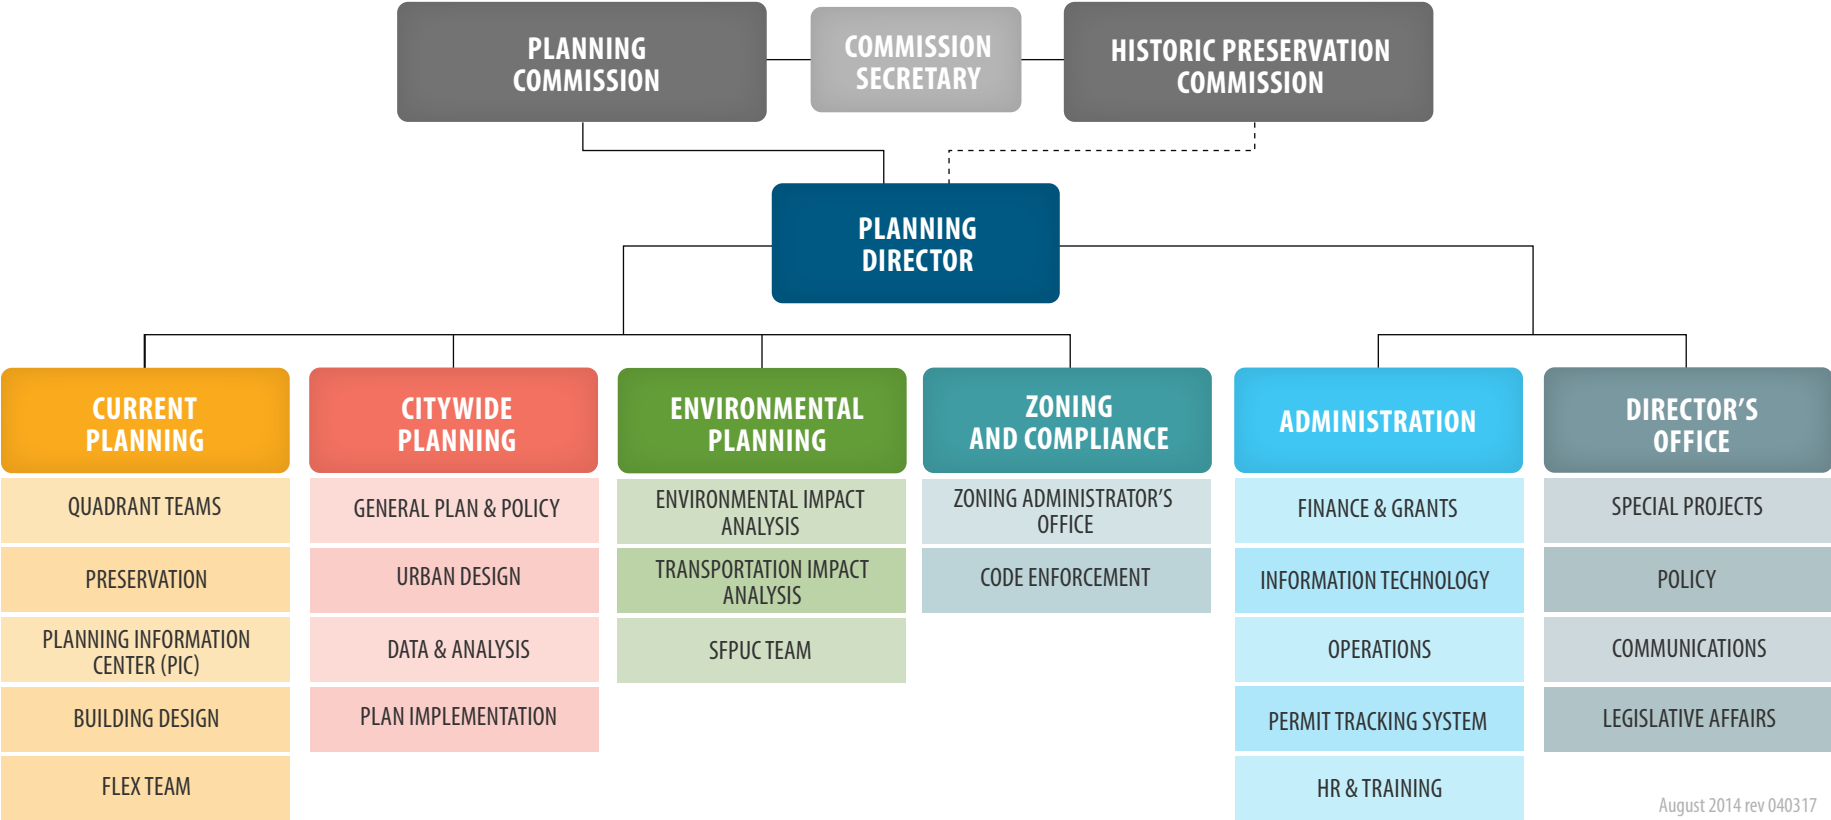 PLANNING
COMMISSION
COMMISSION
SECRETARY
HISTORIC PRESERVATION
COMMISSION
PLANNING
DIRECTOR
CURRENT
PLANNING
QUADRANT TEAMS
PRESERVATION
PLANNING INFORMATION
CENTER (PIC)
BUILDING DESIGN
FLEX TEAM
CITYWIDE
PLANNING
GENERAL PLAN & POLICY
URBAN DESIGN
DATA & ANALYSIS
PLAN IMPLEMENTATION
ENVIRONMENTAL
PLANNING
ENVIRONMENTAL IMPACT
ANALYSIS
TRANSPORTATION IMPACT
ANALYSIS
SFPUC TEAM
ZONING
AND COMPLIANCE
ZONING ADMINISTRATOR'S
OFFICE
CODE ENFORCEMENT
ADMINISTRATION
FINANCE & GRANTS
INFORMATION TECHNOLOGY
OPERATIONS
PERMIT TRACKING SYSTEM
HR & TRAINING
DIRECTOR'S
OFFICE
SPECIAL PROJECTS
POLICY
COMMUNICATIONS
LEGISLATIVE AFFAIRS
August 2014 rev 040317